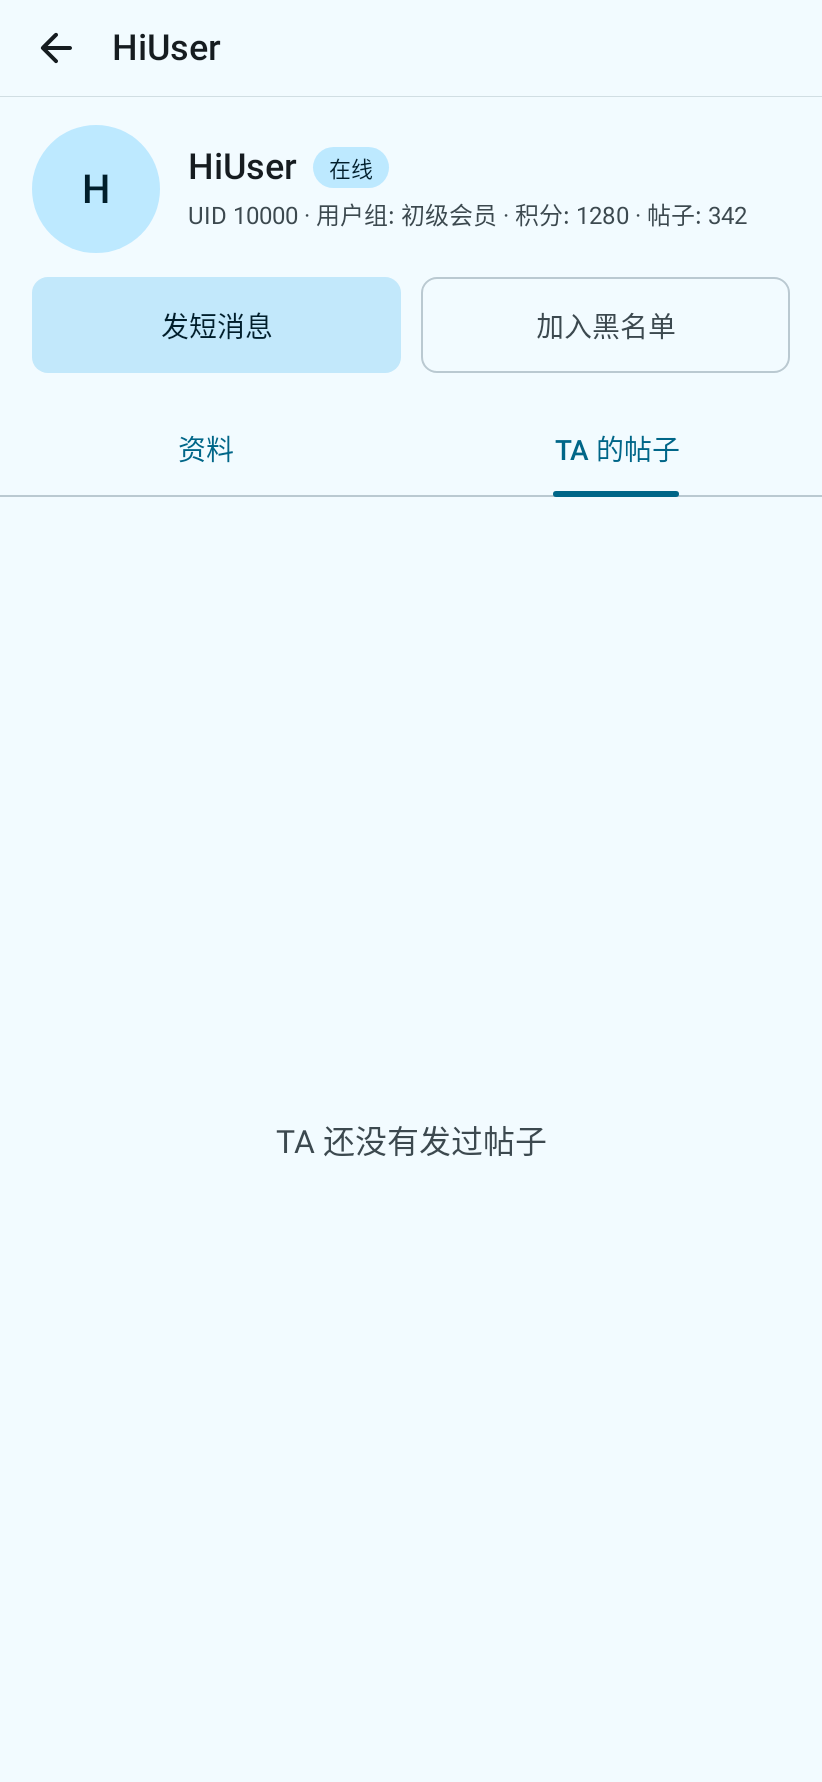 HiUser
H
HiUser 在线
UID 10000 · 用户组: 初级会员 · 积分: 1280 · 帖子: 342
发短消息 加入黑名单
资料 TA 的帖子
TA 还没有发过帖子